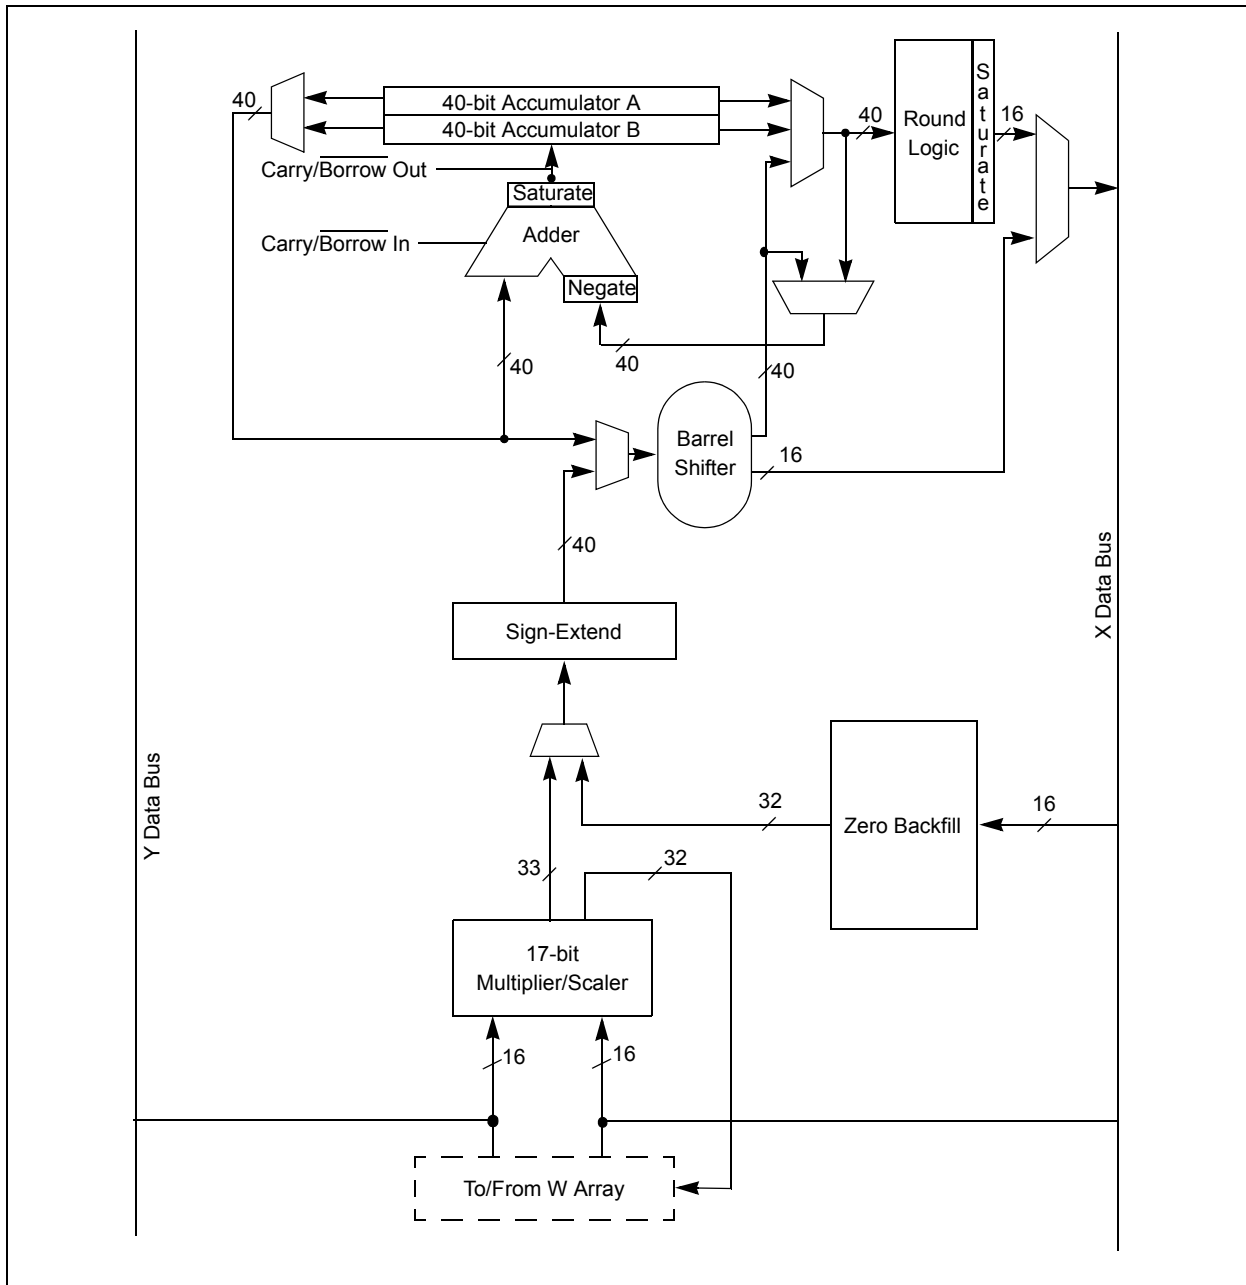 40
40-bit Accumulator A
40-bit Accumulator B
Carry/Borrow Out
Saturate
Carry/Borrow In
Adder
Negate
40
Round
Logic
Saturate
16
40
40
40
Barrel
Shifter
16
40
Sign-Extend
X Data Bus
Y Data Bus
32
Zero Backfill
16
33
32
17-bit
Multiplier/Scaler
16
16
To/From W Array